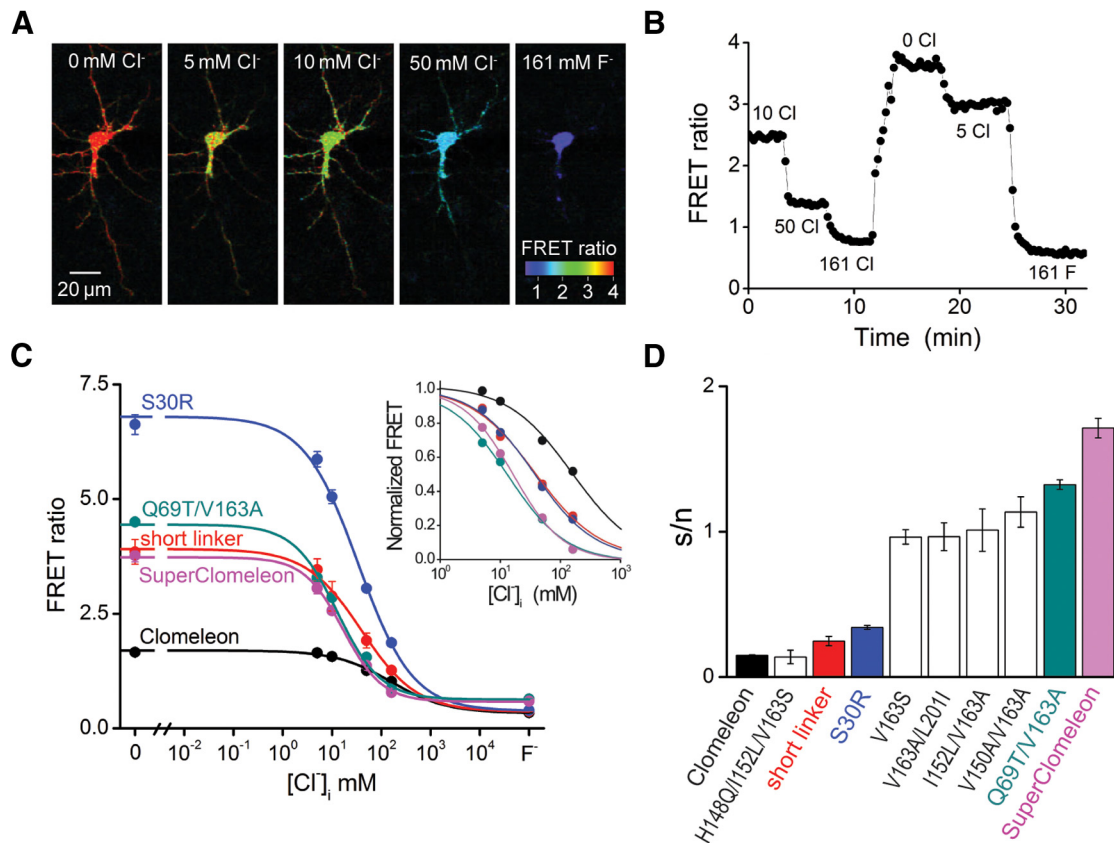 A
0 mM Cl-
5 mM Cl-
10 mM Cl-
50 mM Cl-
161 mM F-
20 µm
FRET ratio
1 2 3 4
B
FRET ratio
4
3
2
1
0
10 Cl
50 Cl
161 Cl
0 Cl
5 Cl
161 F
0 10 20 30
Time (min)
C
FRET ratio
7.5
5.0
2.5
0.0
S30R
Q69T/V163A
short linker
SuperClomeleon
Clomeleon
0 10⁻² 10⁻¹ 10⁰ 10¹ 10² 10³ 10⁴ F⁻
[Cl⁻]i mM
Normalized FRET
1.0
0.8
0.6
0.4
0.2
0.0
10⁰ 10¹ 10² 10³
[Cl⁻]i (mM)
D
s/n
2
1
0
Clomeleon
H148Q/I152L/V163S
short linker
S30R
V163S
V163A/L201I
I152L/V163A
V150A/V163A
Q69T/V163A
SuperClomeleon